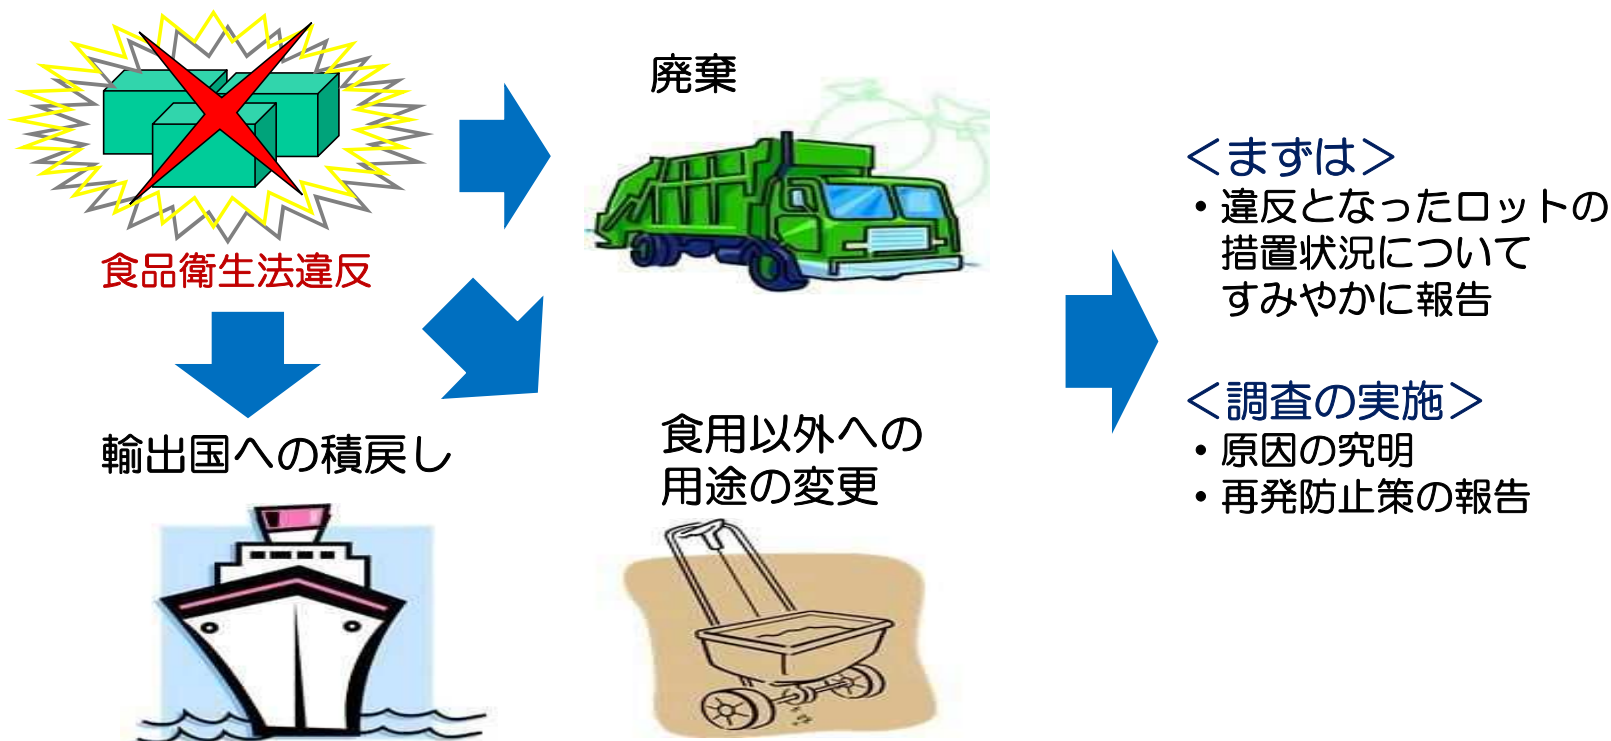 食品衛生法違反
廃棄
輸出国への積戻し
食用以外への
用途の変更
＜まずは＞
・違反となったロットの
措置状況について
すみやかに報告
＜調査の実施＞
・原因の究明
・再発防止策の報告